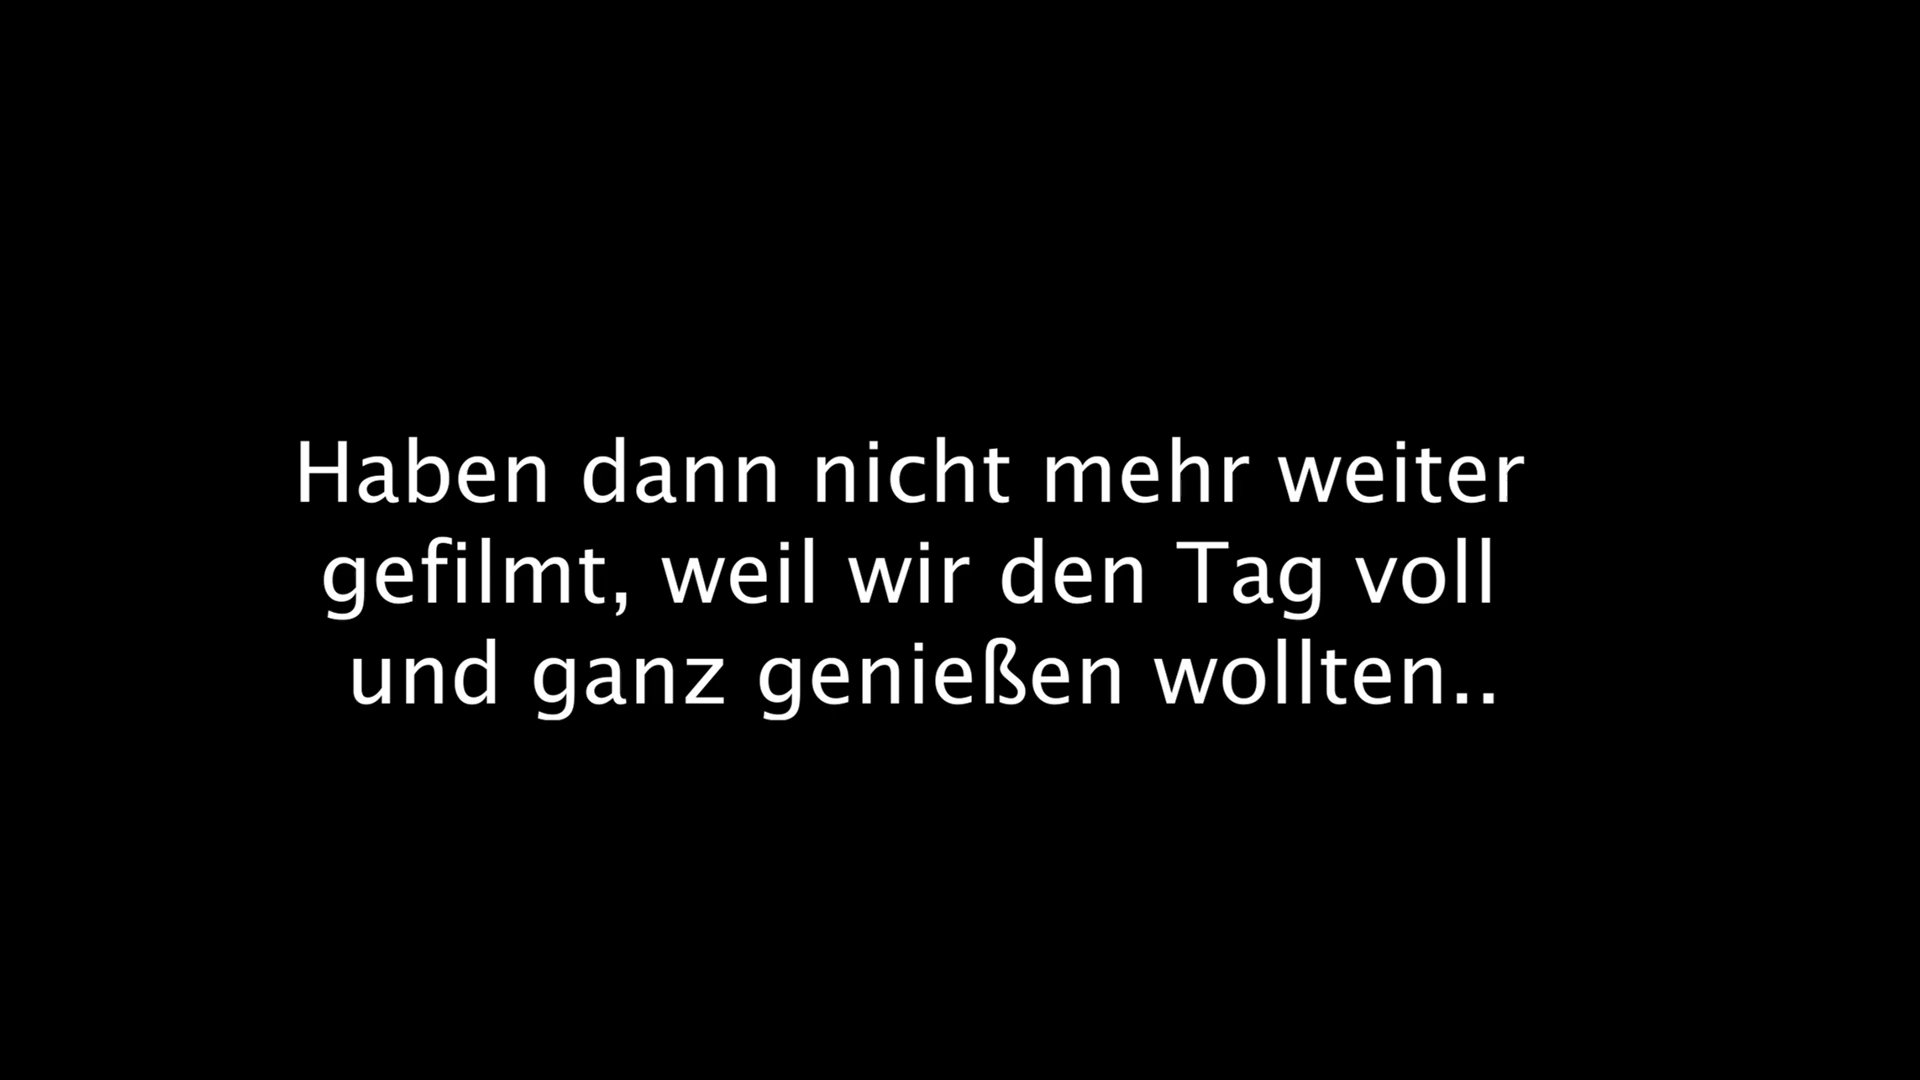 Haben dann nicht mehr weiter
gefilmt, weil wir den Tag voll
und ganz genießen wollten..